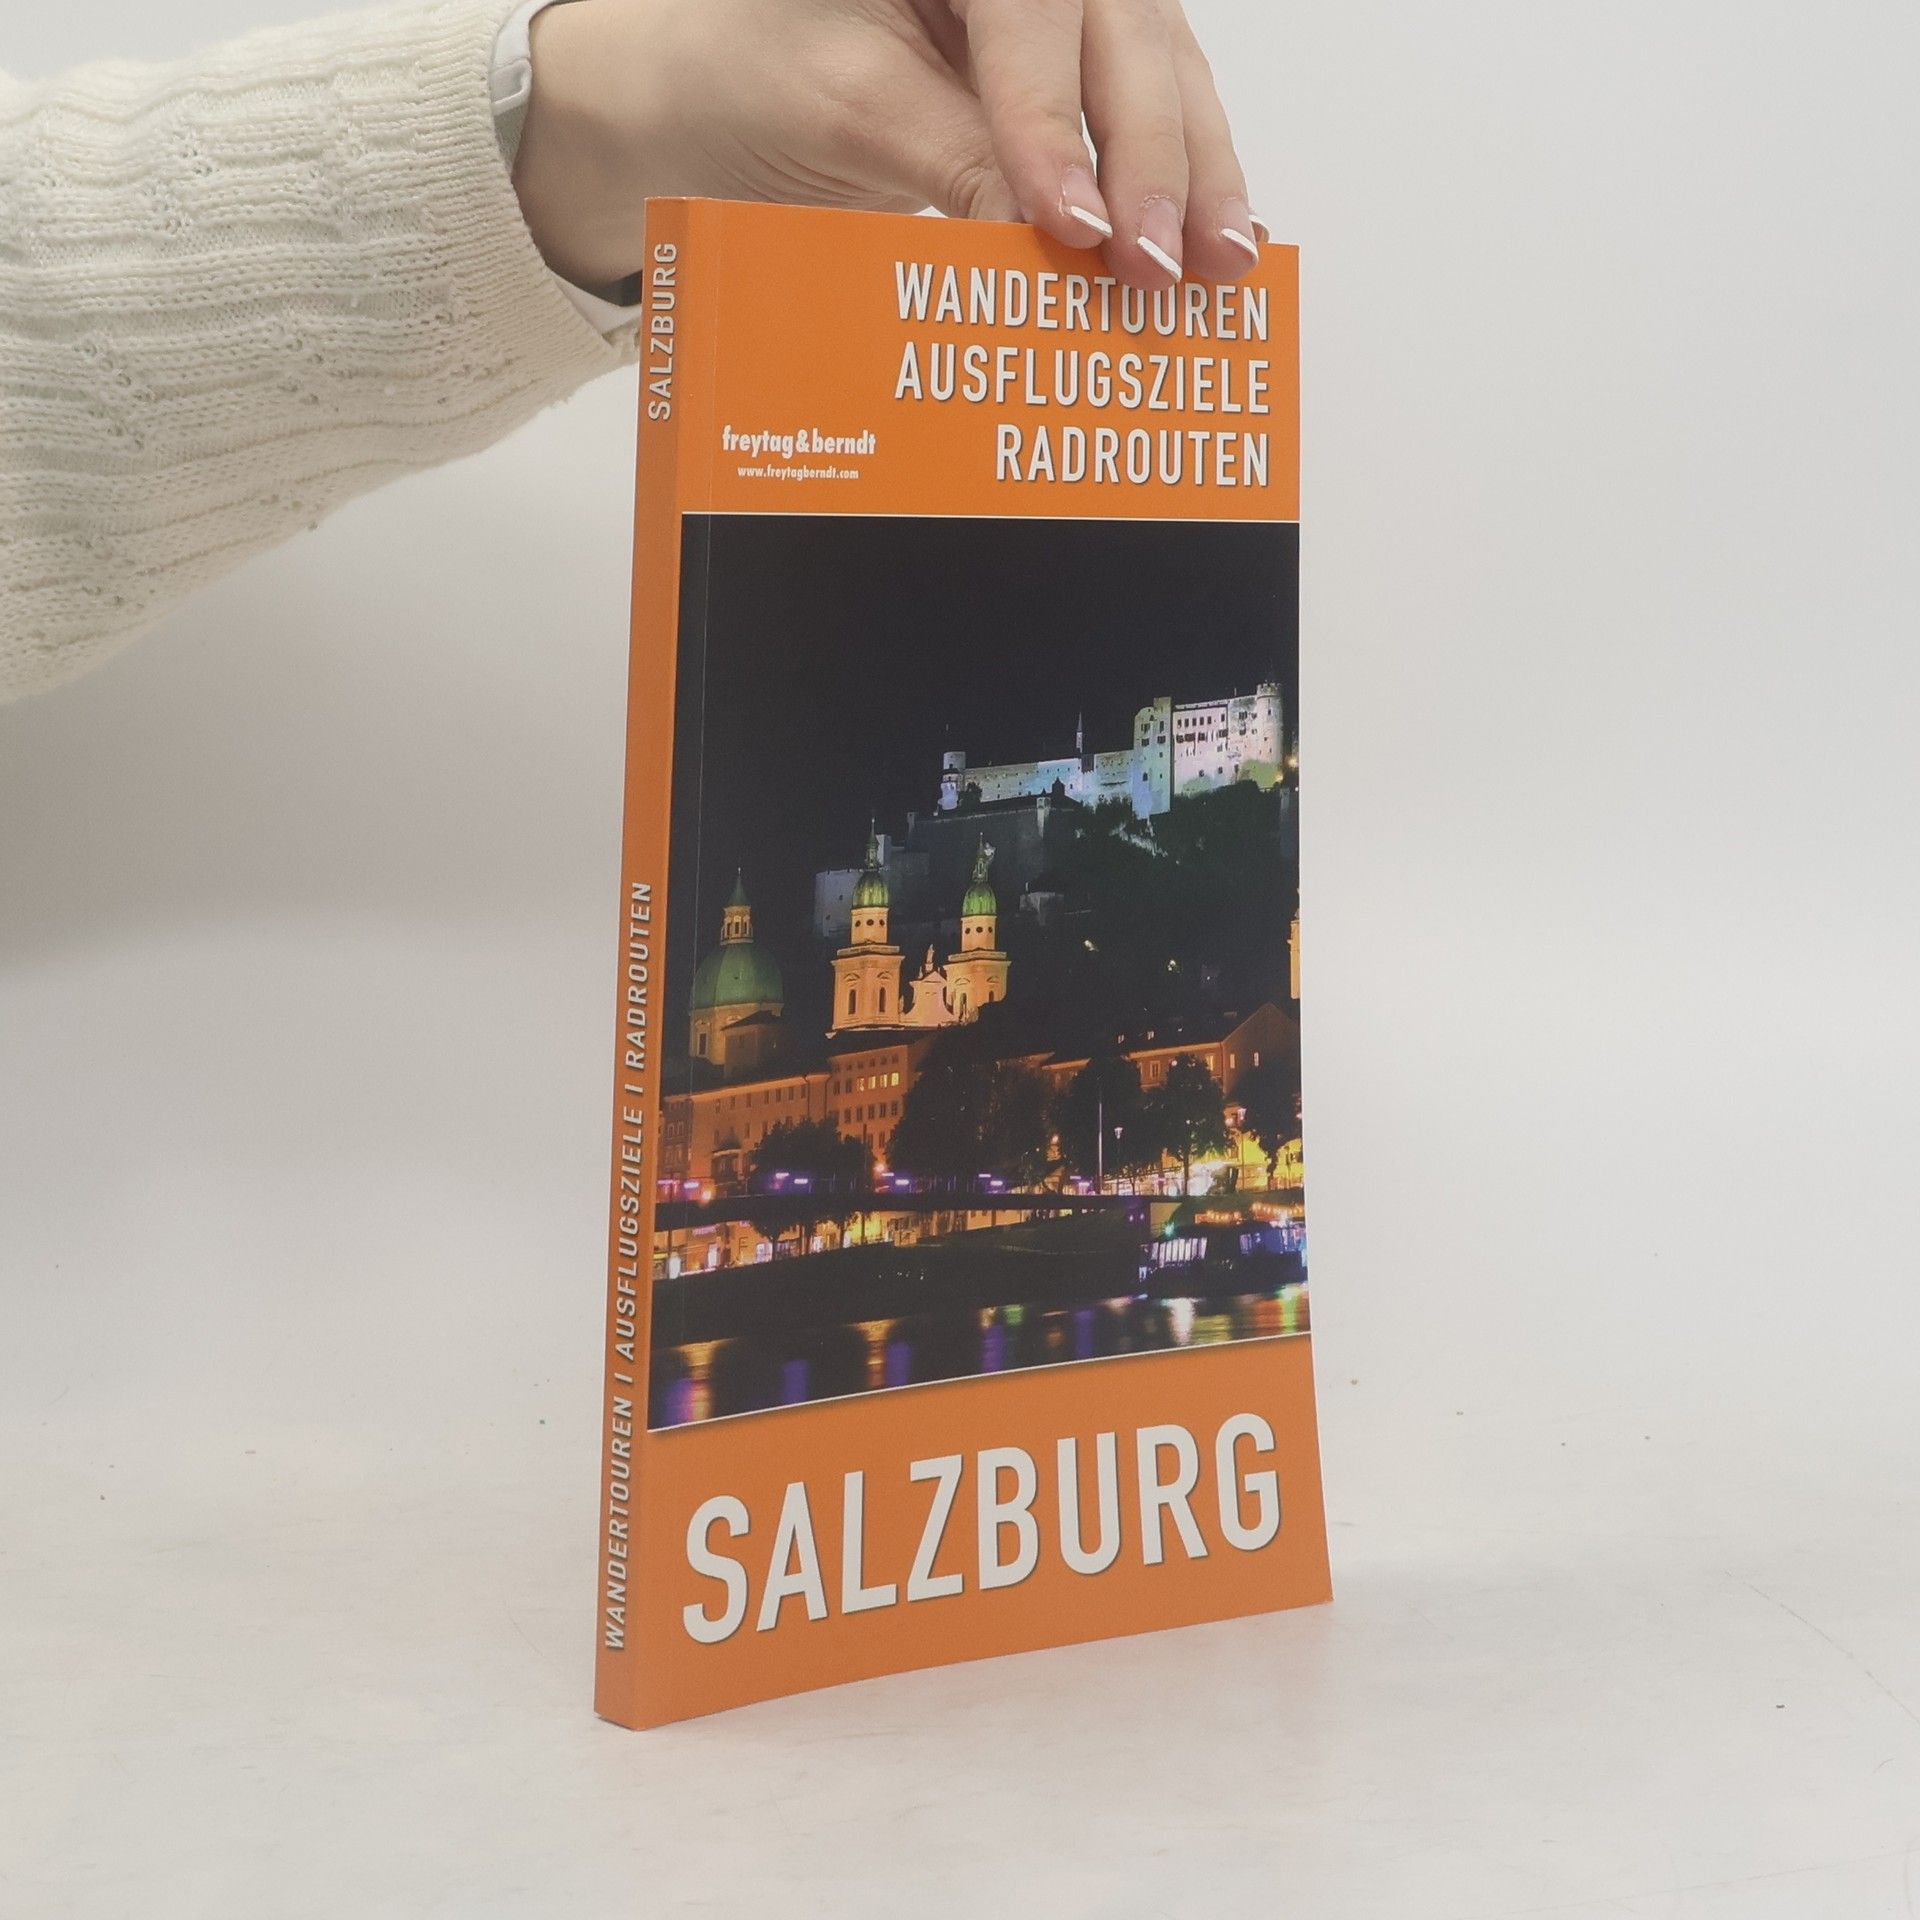 SALZBURG
WANDERTOUREN I AUSFLUGSZIELE I RADROUTEN
WANDERTOUREN
AUSFLUGSZIELE
RADROUTEN
freytag&berndt
www.freytagberndt.com
SALZBURG